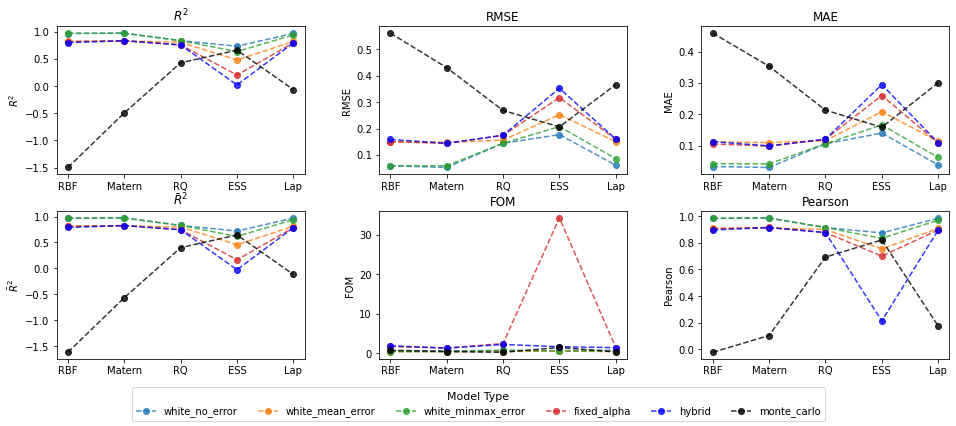 R²
RMSE
MAE
R²
1.0
0.5
0.0
−0.5
−1.0
−1.5
RBF Matern RQ ESS Lap
RMSE
0.5
0.4
0.3
0.2
0.1
RBF Matern RQ ESS Lap
MAE
0.4
0.3
0.2
0.1
RBF Matern RQ ESS Lap
R̄²
FOM
Pearson
R̄²
1.0
0.5
0.0
−0.5
−1.0
−1.5
RBF Matern RQ ESS Lap
FOM
30
20
10
0
RBF Matern RQ ESS Lap
Pearson
1.0
0.8
0.6
0.4
0.2
0.0
RBF Matern RQ ESS Lap
Model Type
white_no_error white_mean_error white_minmax_error fixed_alpha hybrid monte_carlo